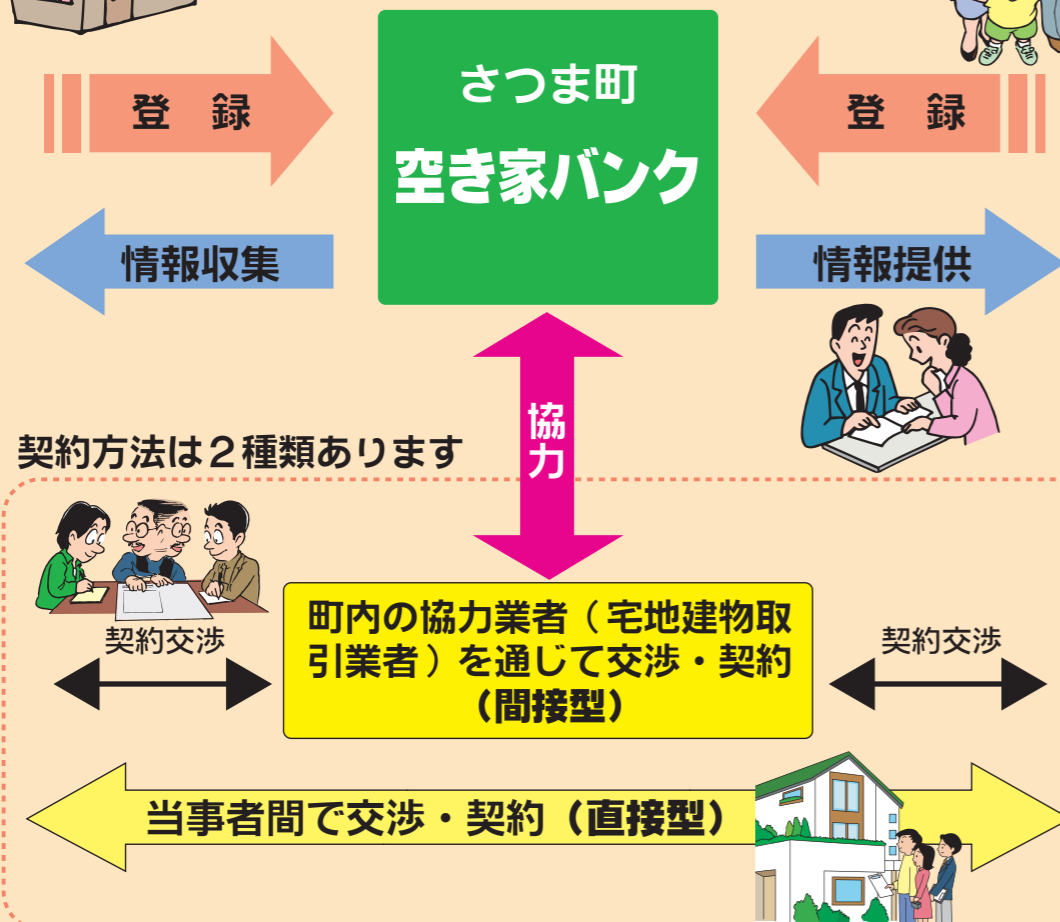 さつま町
空き家バンク
登 録
登 録
情報収集
情報提供
協力
契約方法は２種類あります
契約交渉
町内の協力業者（宅地建物取
引業者）を通じて交渉・契約
（間接型）
契約交渉
当事者間で交渉・契約（直接型）